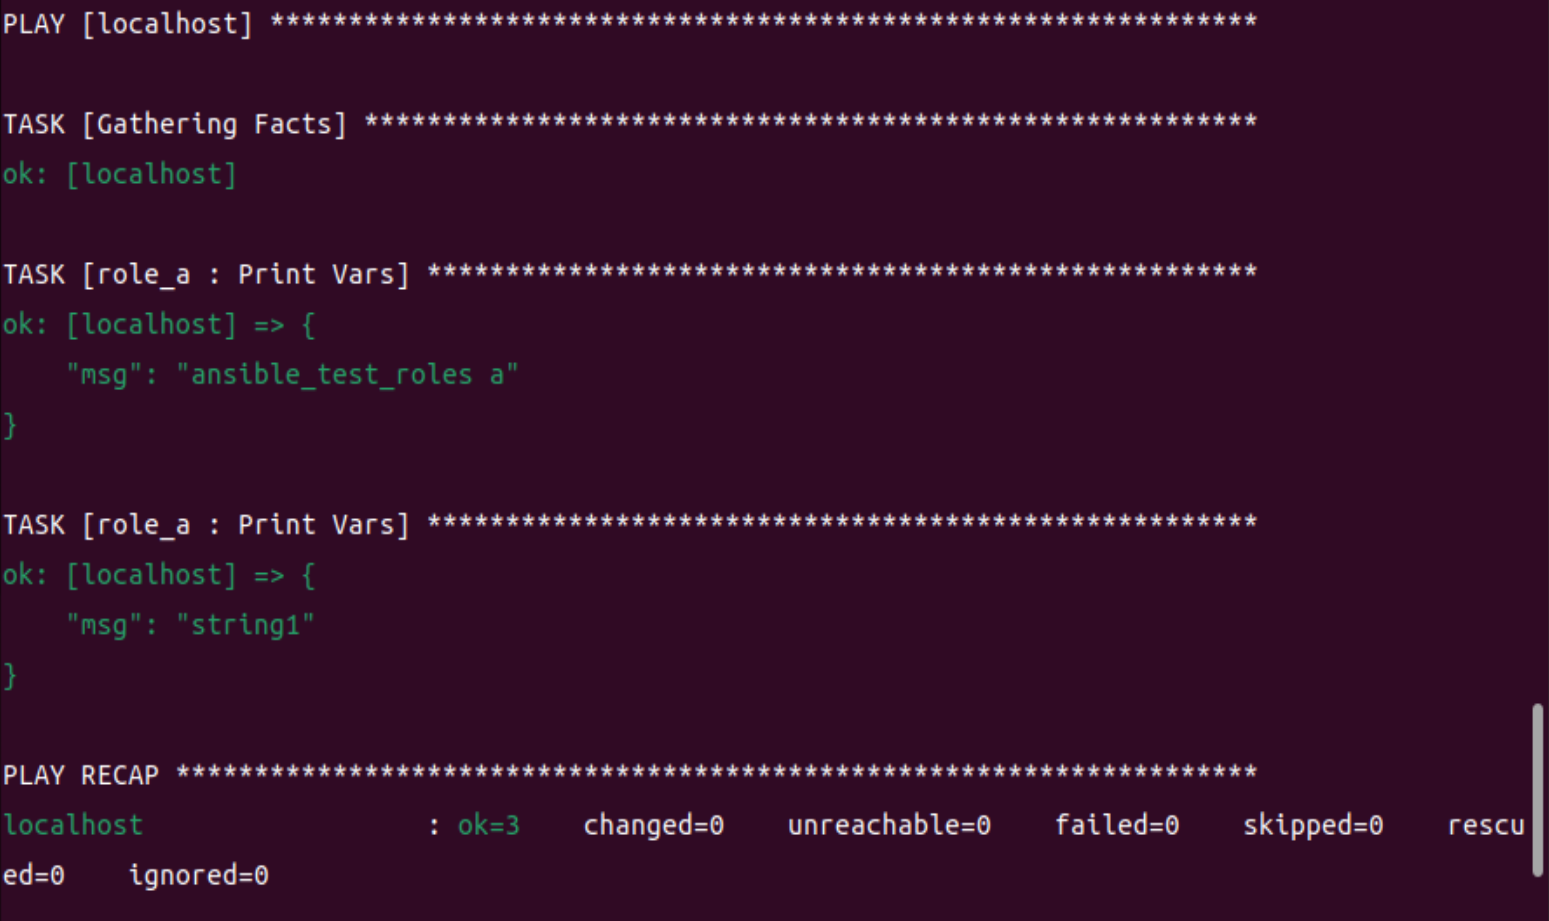 PLAY [localhost] ***************************************************************
TASK [Gathering Facts] *********************************************************
ok: [localhost]
TASK [role_a : Print Vars] *****************************************************
ok: [localhost] => {
    "msg": "ansible_test_roles a"
}
TASK [role_a : Print Vars] *****************************************************
ok: [localhost] => {
    "msg": "string1"
}
PLAY RECAP *********************************************************************
localhost                  : ok=3    changed=0    unreachable=0    failed=0    skipped=0    rescu
ed=0    ignored=0